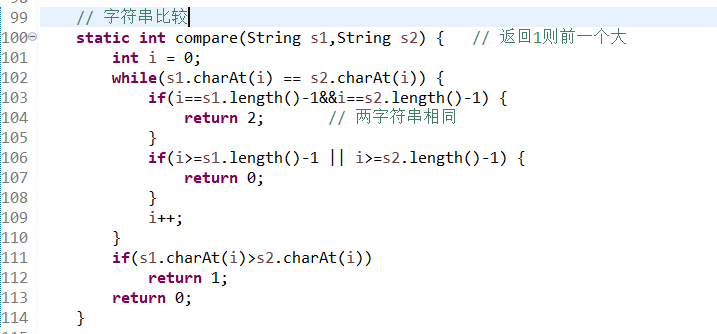 99 // 字符串比较
100 static int compare(String s1,String s2) { // 返回1则前一个大
101 int i = 0;
102 while(s1.charAt(i) == s2.charAt(i)) {
103 if(i==s1.length()-1&&i==s2.length()-1) {
104 return 2; // 两字符串相同
105 }
106 if(i>=s1.length()-1 || i>=s2.length()-1) {
107 return 0;
108 }
109 i++;
110 }
111 if(s1.charAt(i)>s2.charAt(i))
112 return 1;
113 return 0;
114 }